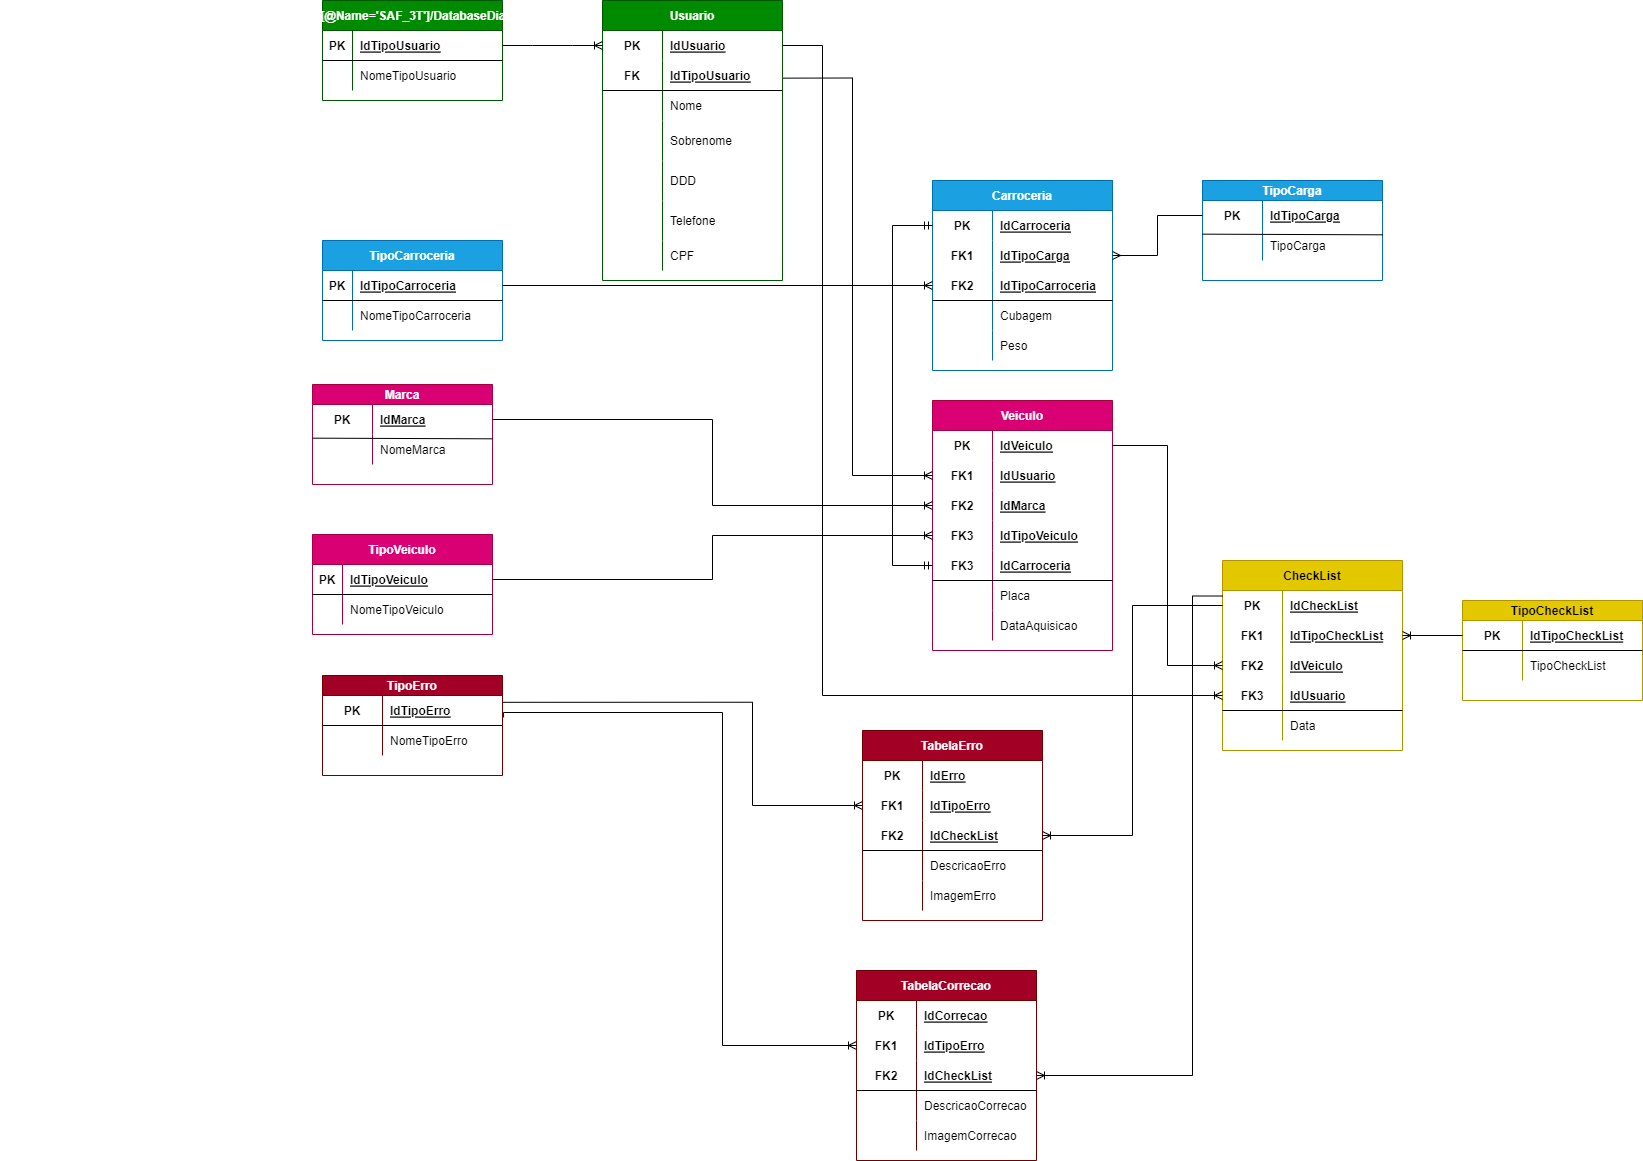 [@Name='SAF_3T']/DatabaseDia
PK IdTipoUsuario
NomeTipoUsuario
Usuario
PK IdUsuario
FK IdTipoUsuario
Nome
Sobrenome
DDD
Telefone
CPF
Carroceria
PK IdCarroceria
FK1 IdTipoCarga
FK2 IdTipoCarroceria
Cubagem
Peso
TipoCarga
PK IdTipoCarga
TipoCarga
TipoCarroceria
PK IdTipoCarroceria
NomeTipoCarroceria
Marca
PK IdMarca
NomeMarca
Veiculo
PK IdVeiculo
FK1 IdUsuario
FK2 IdMarca
FK3 IdTipoVeiculo
FK3 IdCarroceria
Placa
DataAquisicao
TipoVeiculo
PK IdTipoVeiculo
NomeTipoVeiculo
CheckList
PK IdCheckList
FK1 IdTipoCheckList
FK2 IdVeiculo
FK3 IdUsuario
Data
TipoCheckList
PK IdTipoCheckList
TipoCheckList
TipoErro
PK IdTipoErro
NomeTipoErro
TabelaErro
PK IdErro
FK1 IdTipoErro
FK2 IdCheckList
DescricaoErro
ImagemErro
TabelaCorrecao
PK IdCorrecao
FK1 IdTipoErro
FK2 IdCheckList
DescricaoCorrecao
ImagemCorrecao